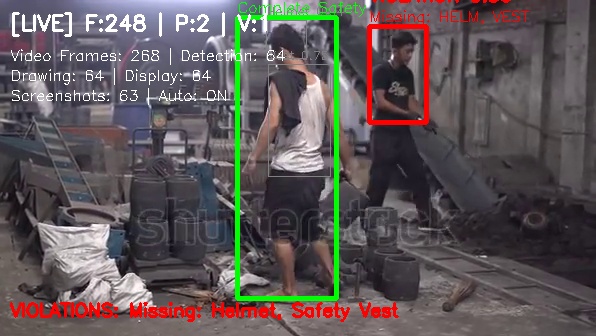 [LIVE] F:248 | P:2 | V:
Complete Safety
Missing: HELM, VEST
Video Frames: 268 | Detection: 64
Drawing: 64 | Display: 64
Screenshots: 63 | Auto: ON
shutterstock
VIOLATIONS: Missing: Helmet, Safety Vest